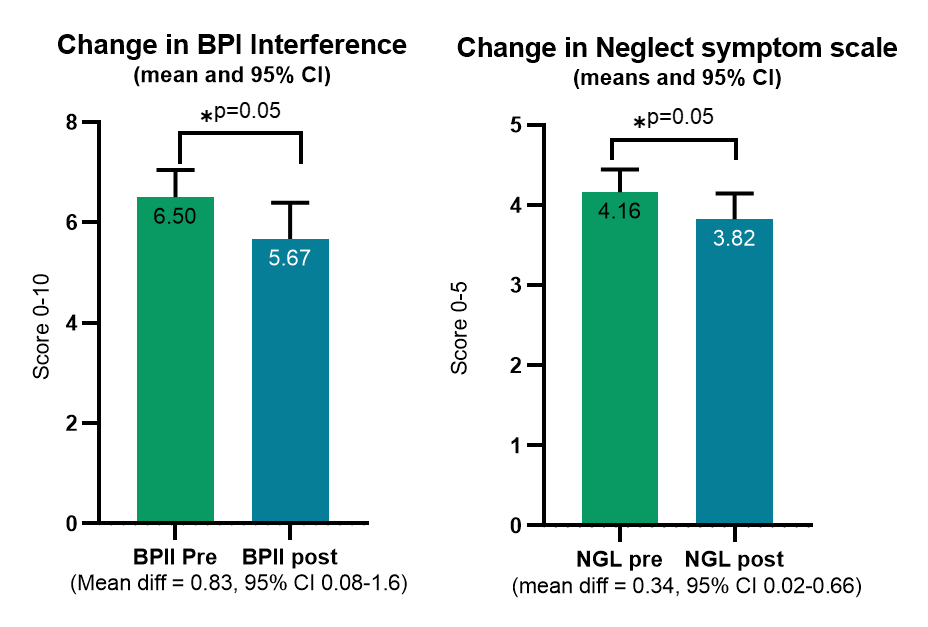 Change in BPI Interference
(mean and 95% CI)
*p=0.05
8
6
4
2
0
Score 0-10
6.50
5.67
BPII Pre
BPII post
(Mean diff = 0.83, 95% CI 0.08-1.6)
Change in Neglect symptom scale
(means and 95% CI)
*p=0.05
5
4
3
2
1
0
Score 0-5
4.16
3.82
NGL pre
NGL post
(mean diff = 0.34, 95% CI 0.02-0.66)